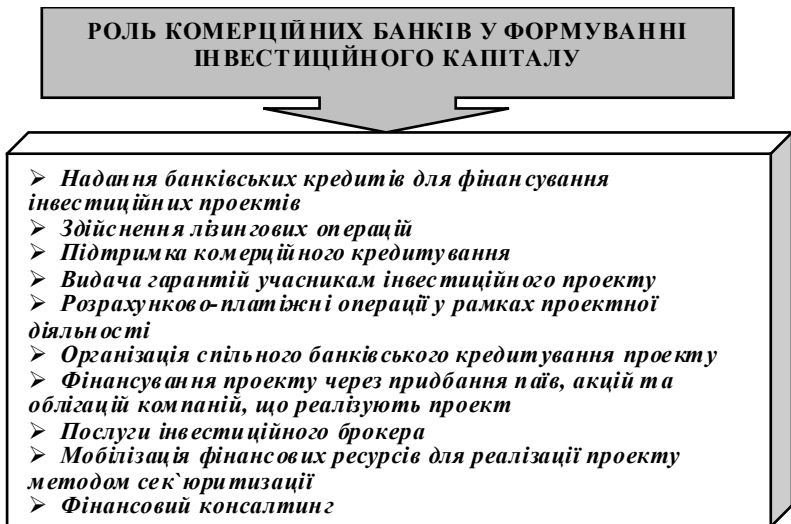 РОЛЬ КОМЕРЦІЙНИХ БАНКІВ У ФОРМУВАННІ
ІНВЕСТИЦІЙНОГО КАПІТАЛУ
➢ Надання банківських кредитів для фінансування
інвестиційних проектів
➢ Здійснення лізингових операцій
➢ Підтримка комерційного кредитування
➢ Видача гарантій учасникам інвестиційного проекту
➢ Розрахунково-платіжні операції у рамках проектної
діяльності
➢ Організація спільного банківського кредитування проекту
➢ Фінансування проекту через придбання паїв, акцій та
облігацій компаній, що реалізують проект
➢ Послуги інвестиційного брокера
➢ Мобілізація фінансових ресурсів для реалізації проекту
методом сек`юритизації
➢ Фінансовий консалтинг